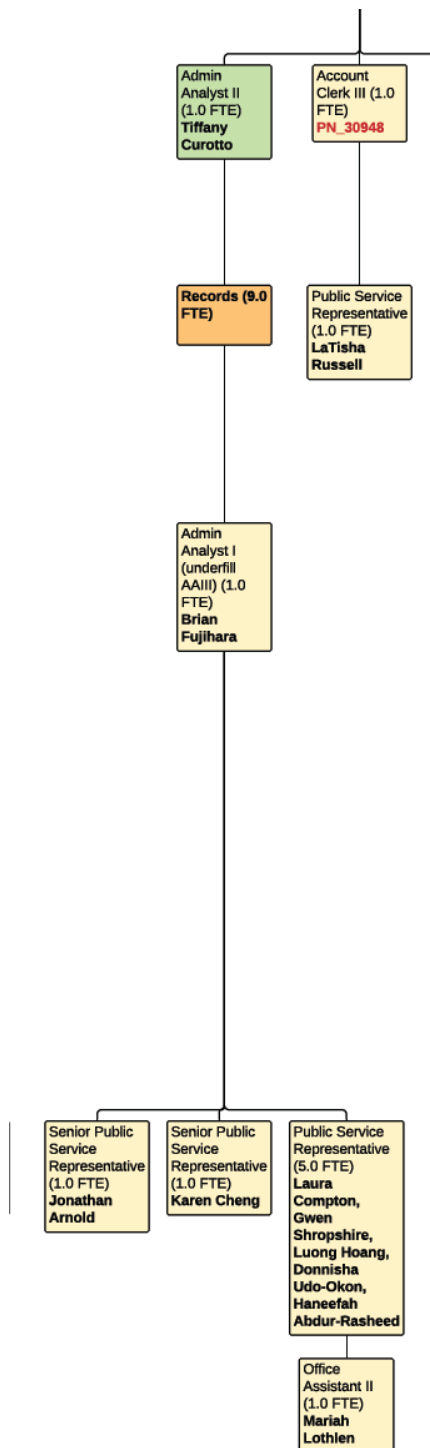 Admin
Analyst II
(1.0 FTE)
Tiffany
Curotto
Account
Clerk III (1.0
FTE)
PN_30948
Records (9.0
FTE)
Public Service
Representative
(1.0 FTE)
LaTisha
Russell
Admin
Analyst I
(underfill
AAIII) (1.0
FTE)
Brian
Fujihara
Senior Public
Service
Representative
(1.0 FTE)
Jonathan
Arnold
Senior Public
Service
Representative
(1.0 FTE)
Karen Cheng
Public Service
Representative
(5.0 FTE)
Laura
Compton,
Gwen
Shropshire,
Luong Hoang,
Donnisha
Udo-Okon,
Haneefah
Abdur-Rasheed
Office
Assistant II
(1.0 FTE)
Mariah
Lothlen